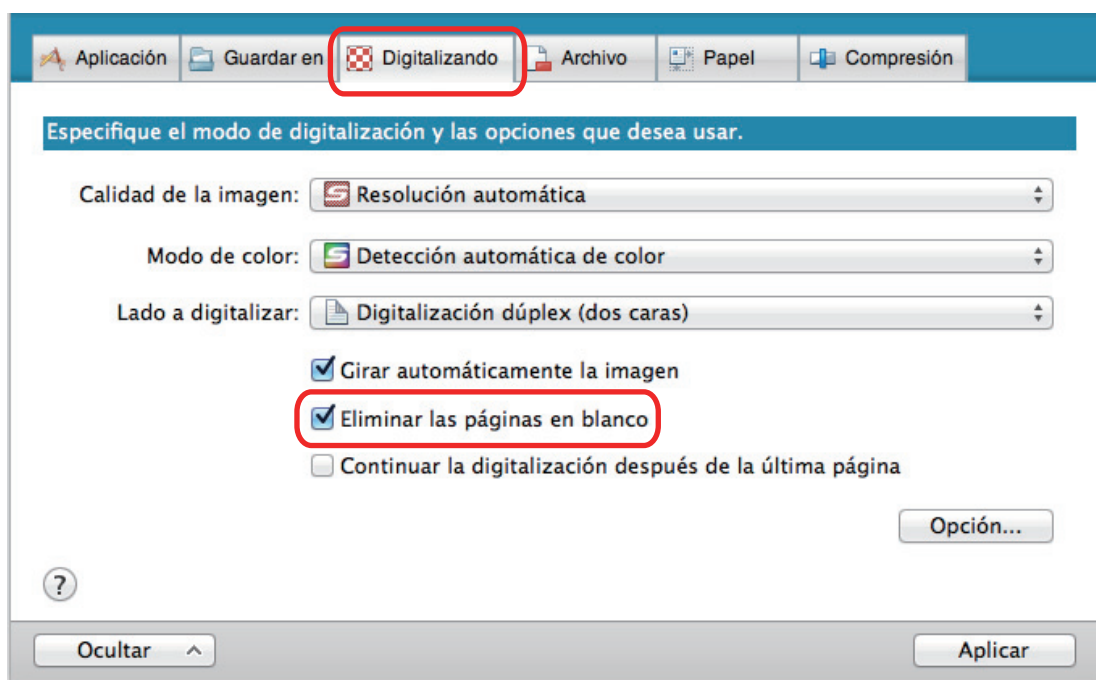 Aplicación Guardar en Digitalizando Archivo Papel Compresión
Especifique el modo de digitalización y las opciones que desea usar.
Calidad de la imagen: Resolución automática
Modo de color: Detección automática de color
Lado a digitalizar: Digitalización dúplex (dos caras)
Girar automáticamente la imagen
Eliminar las páginas en blanco
Continuar la digitalización después de la última página
Opción...
?
Ocultar Aplicar